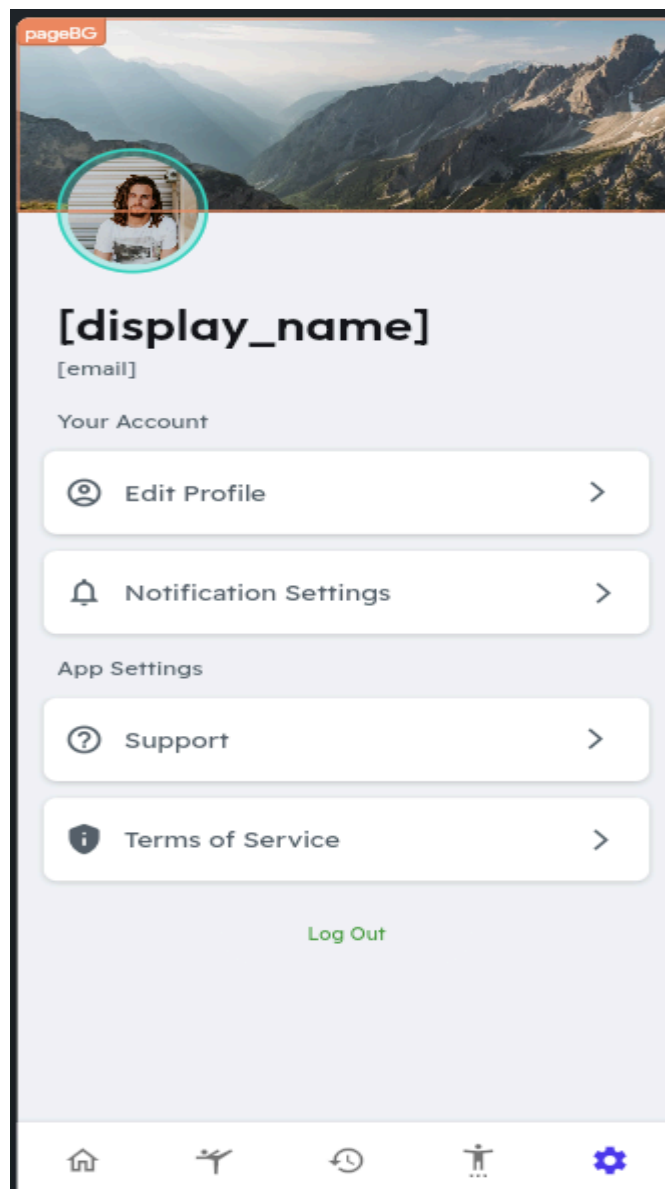 pageBG
[display_name]
[email]
Your Account
Edit Profile
Notification Settings
App Settings
Support
Terms of Service
Log Out